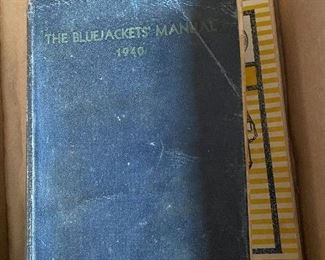 THE BLUEJACKETS' MANUAL
1940